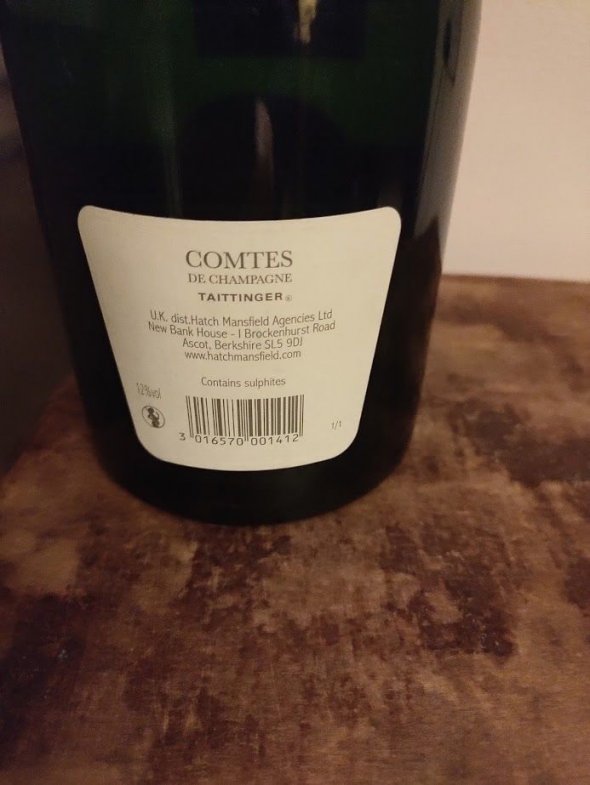 COMTES
DE CHAMPAGNE
TAITTINGER®
U.K. dist.Hatch Mansfield Agencies Ltd
New Bank House - 1 Brockenhurst Road
Ascot, Berkshire SL5 9DJ
www.hatchmansfield.com
Contains sulphites
12%vol
3 016570 001412
1/1